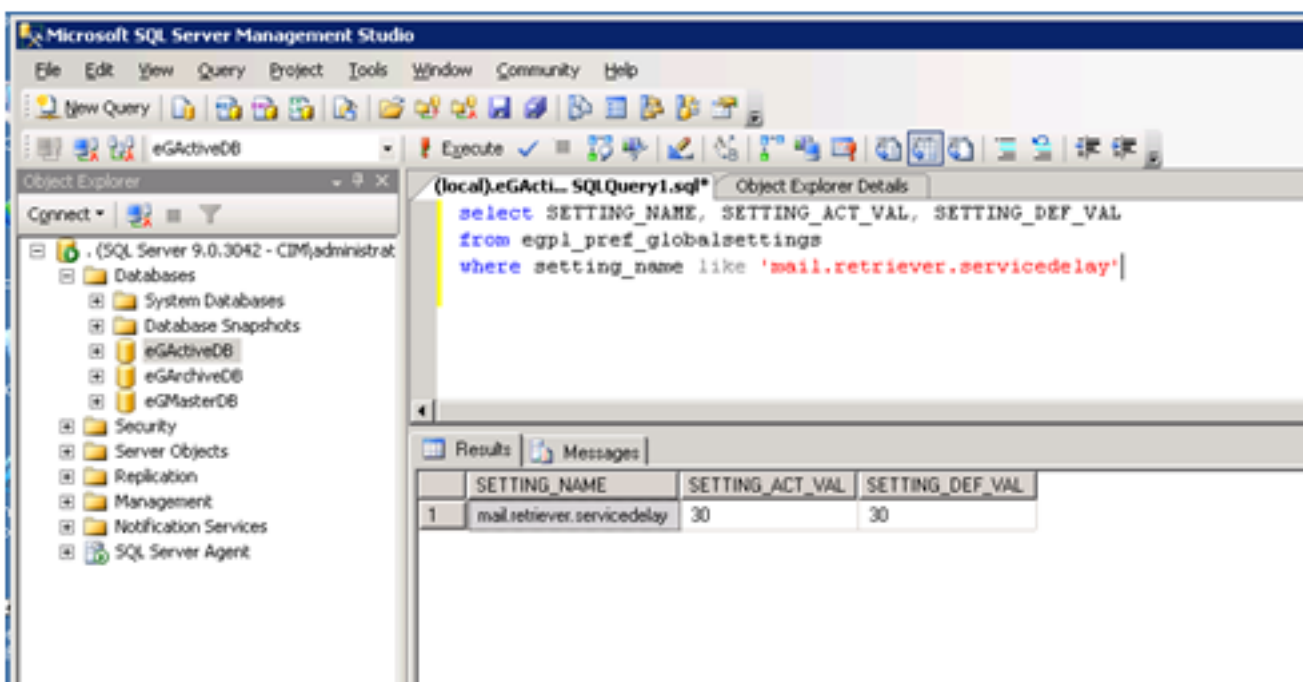 Microsoft SQL Server Management Studio
File Edit View Query Project Tools Window Community Help
New Query
eGActiveDB
Execute
Object Explorer
(local).eGActi... SQLQuery1.sql*
Object Explorer Details
Connect
. (SQL Server 9.0.3042 - CIM\administrat
Databases
System Databases
Database Snapshots
eGActiveDB
eGArchiveDB
eGMasterDB
Security
Server Objects
Replication
Management
Notification Services
SQL Server Agent
select SETTING_NAME, SETTING_ACT_VAL, SETTING_DEF_VAL
from egpl_pref_globalsettings
where setting_name like 'mail.retriever.servicedelay'
Results Messages
SETTING_NAME SETTING_ACT_VAL SETTING_DEF_VAL
1 mail.retriever.servicedelay 30 30